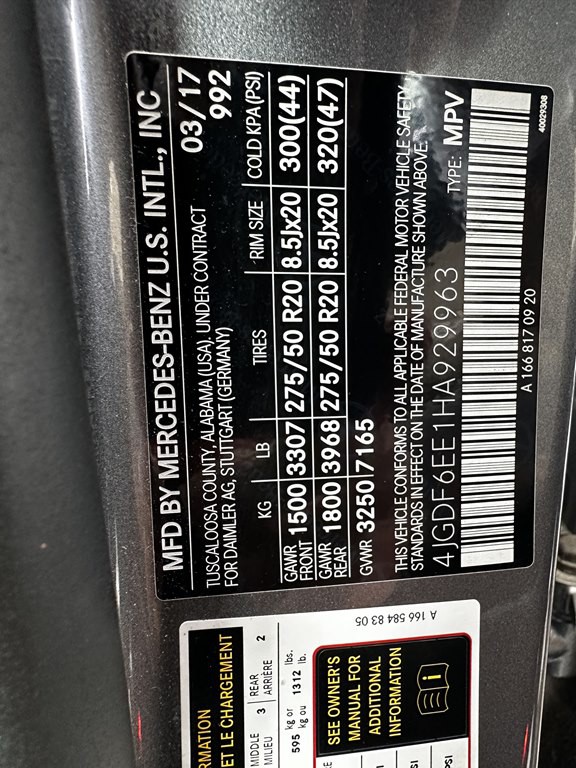 MFD BY MERCEDES-BENZ U.S. INTL., INC
TUSCALOOSA COUNTY, ALABAMA (USA). UNDER CONTRACT 03/17
FOR DAIMLER AG, STUTTGART (GERMANY) 992
KG LB TIRES RIM SIZE COLD KPA (PSI)
GAWR FRONT 1500 3307 275/50 R20 8.5Jx20 300(44)
GAWR REAR 1800 3968 275/50 R20 8.5Jx20 320(47)
GVWR 3250 7165
THIS VEHICLE CONFORMS TO ALL APPLICABLE FEDERAL MOTOR VEHICLE SAFETY
STANDARDS IN EFFECT ON THE DATE OF MANUFACTURE SHOWN ABOVE.
4JGDF6EE1HA929963 TYPE: MPV
A 166 817 09 20 40029308
A 166 584 83 05
ET LE CHARGEMENT
MIDDLE 3 REAR 2
MILIEU ARRIÈRE
595 kg or 1312 lbs.
kg ou lb.
SEE OWNER'S
MANUAL FOR
ADDITIONAL
INFORMATION